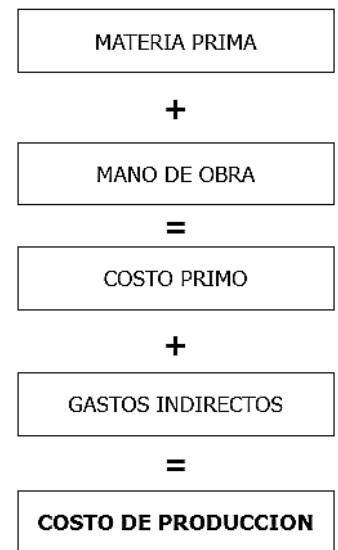 MATERIA PRIMA
+
MANO DE OBRA
=
COSTO PRIMO
+
GASTOS INDIRECTOS
=
COSTO DE PRODUCCION